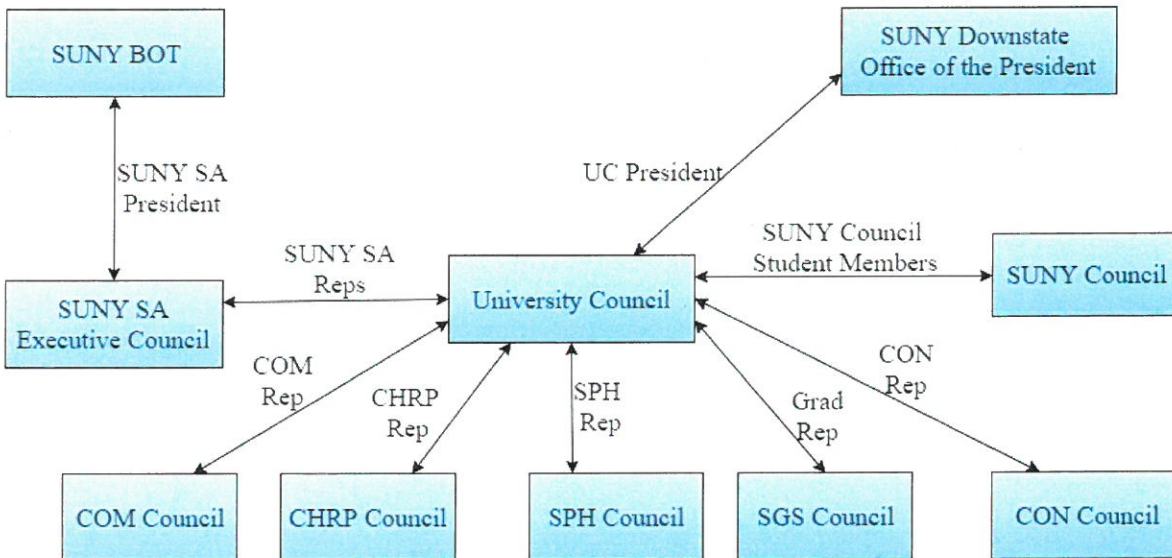 SUNY BOT
SUNY Downstate
Office of the President
SUNY SA
President
UC President
SUNY SA
Reps
SUNY Council
Student Members
SUNY SA
Executive Council
University Council
SUNY Council
COM
Rep
CHRP
Rep
SPH
Rep
Grad
Rep
CON
Rep
COM Council
CHRP Council
SPH Council
SGS Council
CON Council